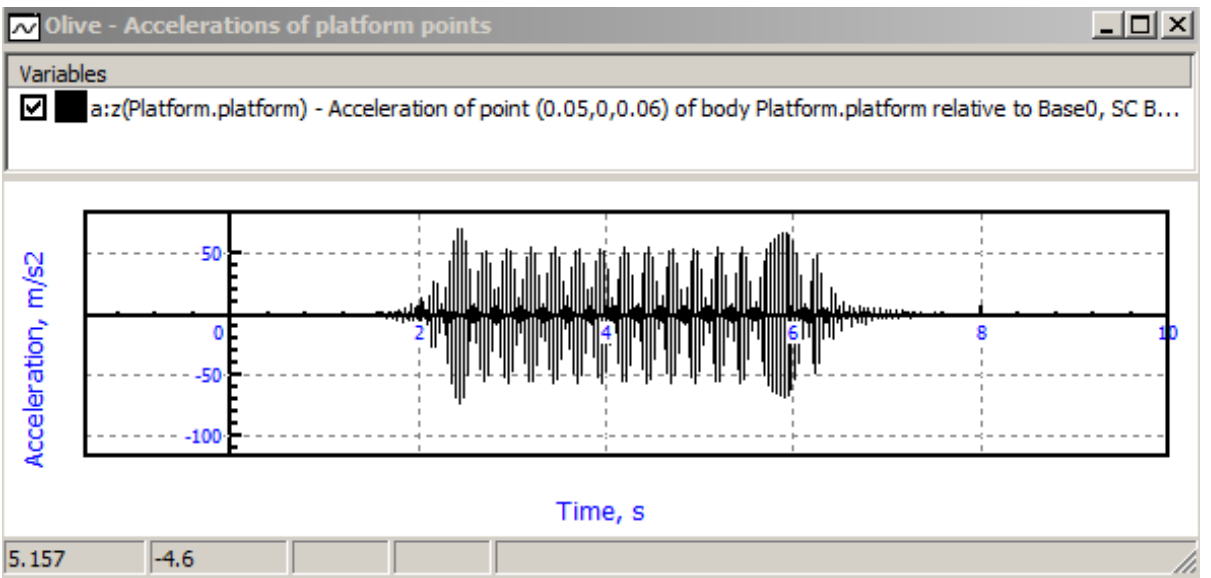 Olive - Accelerations of platform points
Variables
a:z(Platform.platform) - Acceleration of point (0.05,0,0.06) of body Platform.platform relative to Base0, SC B...
Acceleration, m/s2
50
0
-50
-100
2
4
6
8
10
Time, s
5.157 -4.6